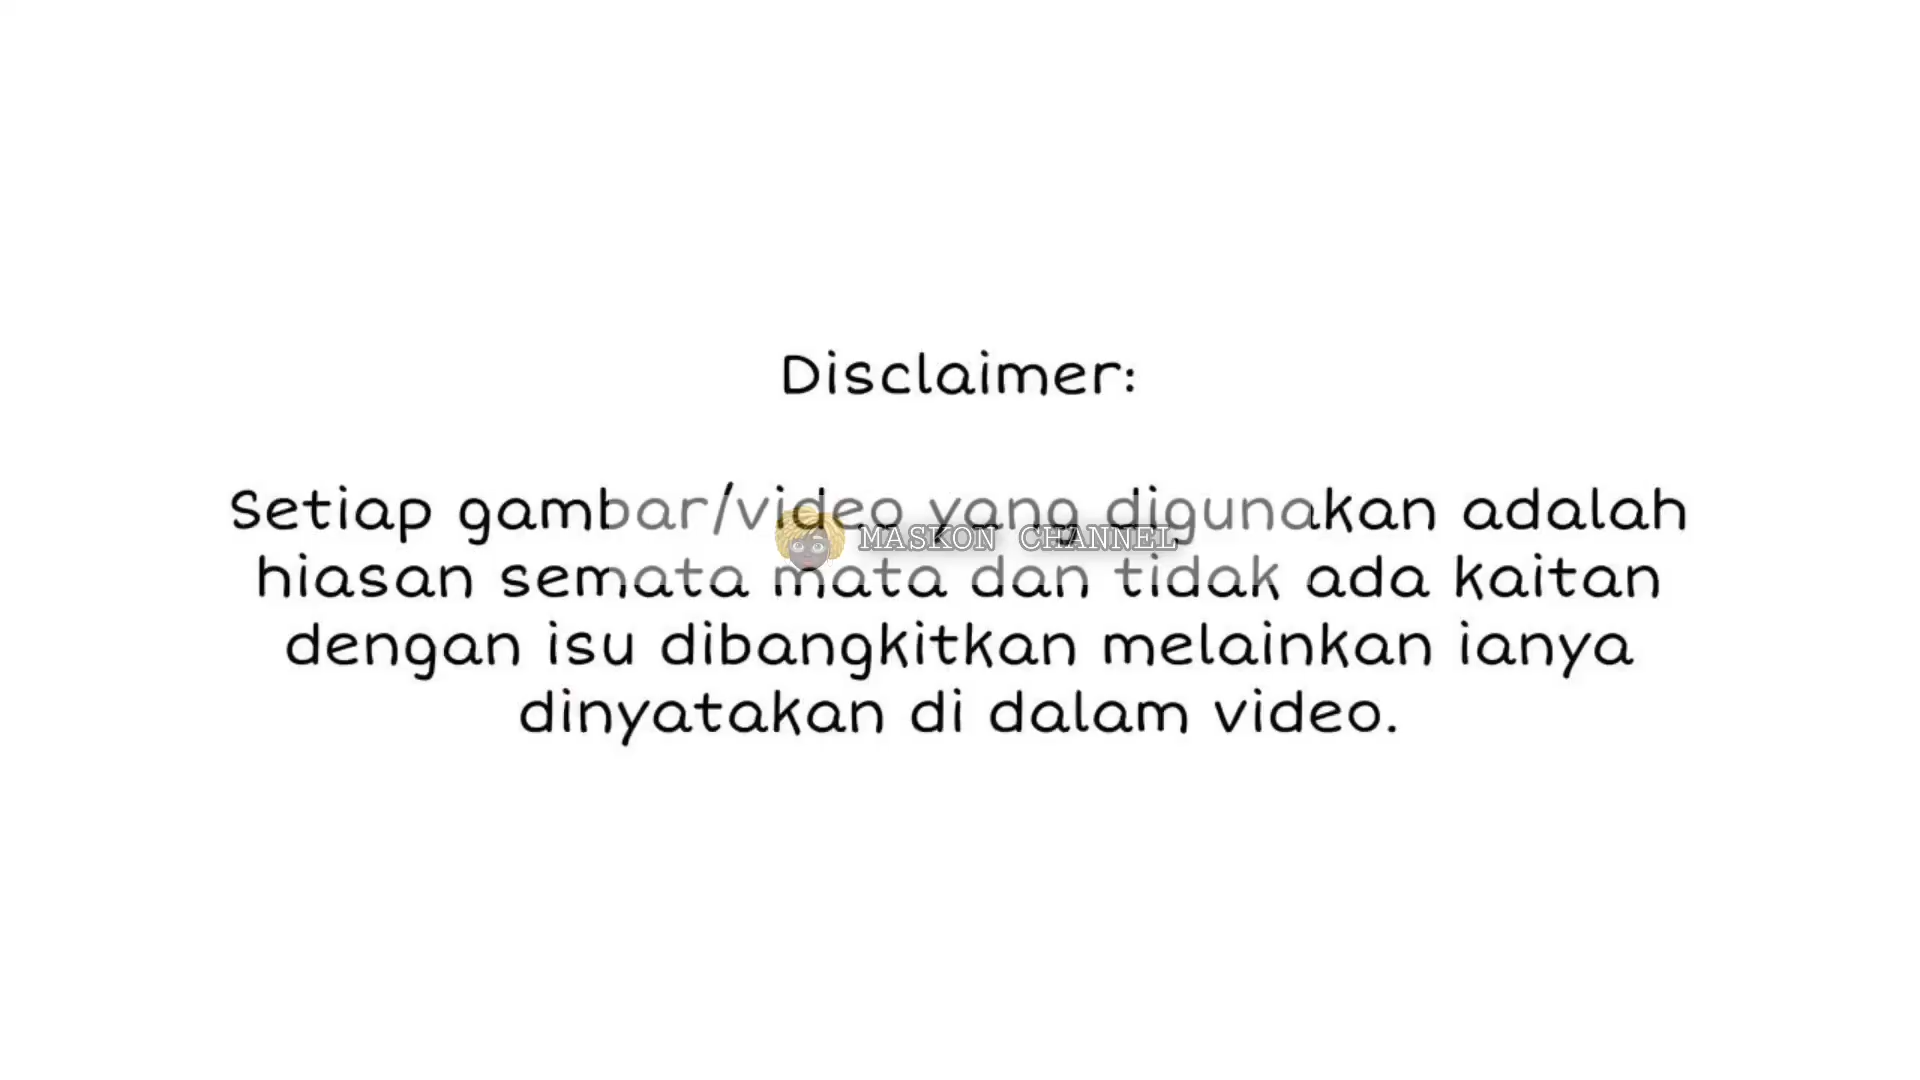 Disclaimer:
Setiap gambar/video yang digunakan adalah
MASKON CHANNEL
hiasan semata mata dan tidak ada kaitan
dengan isu dibangkitkan melainkan ianya
dinyatakan di dalam video.